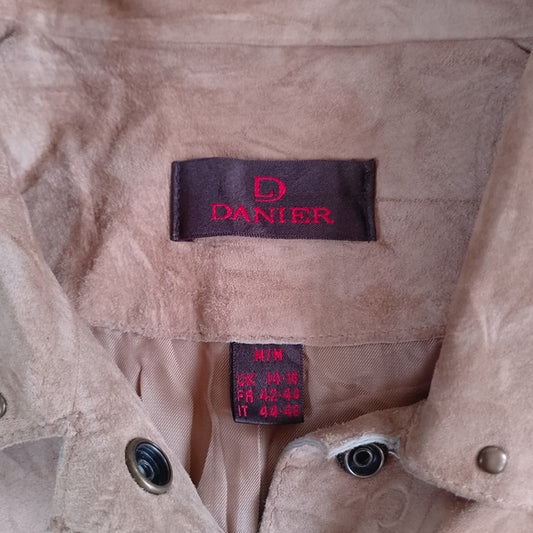 D
DANIER
M/M
UK 14-16
FR 42-44
IT 44-46